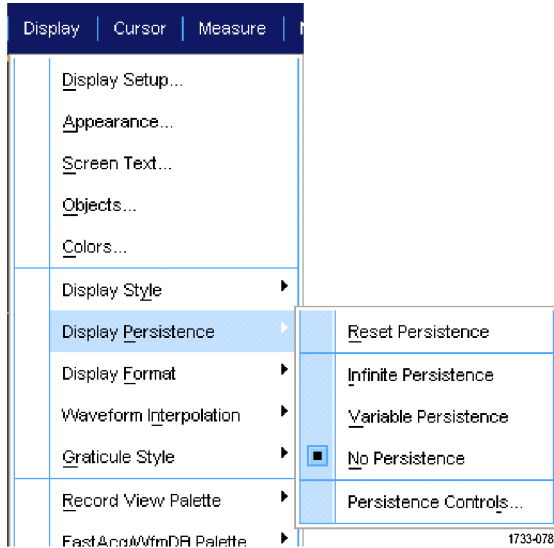 Display Cursor Measure
Display Setup...
Appearance...
Screen Text...
Objects...
Colors...
Display Style
Display Persistence
Reset Persistence
Display Format
Infinite Persistence
Waveform Interpolation
Variable Persistence
Graticule Style
No Persistence
Record View Palette
Persistence Controls...
FastAcq/WfmDB Palette
1733-078